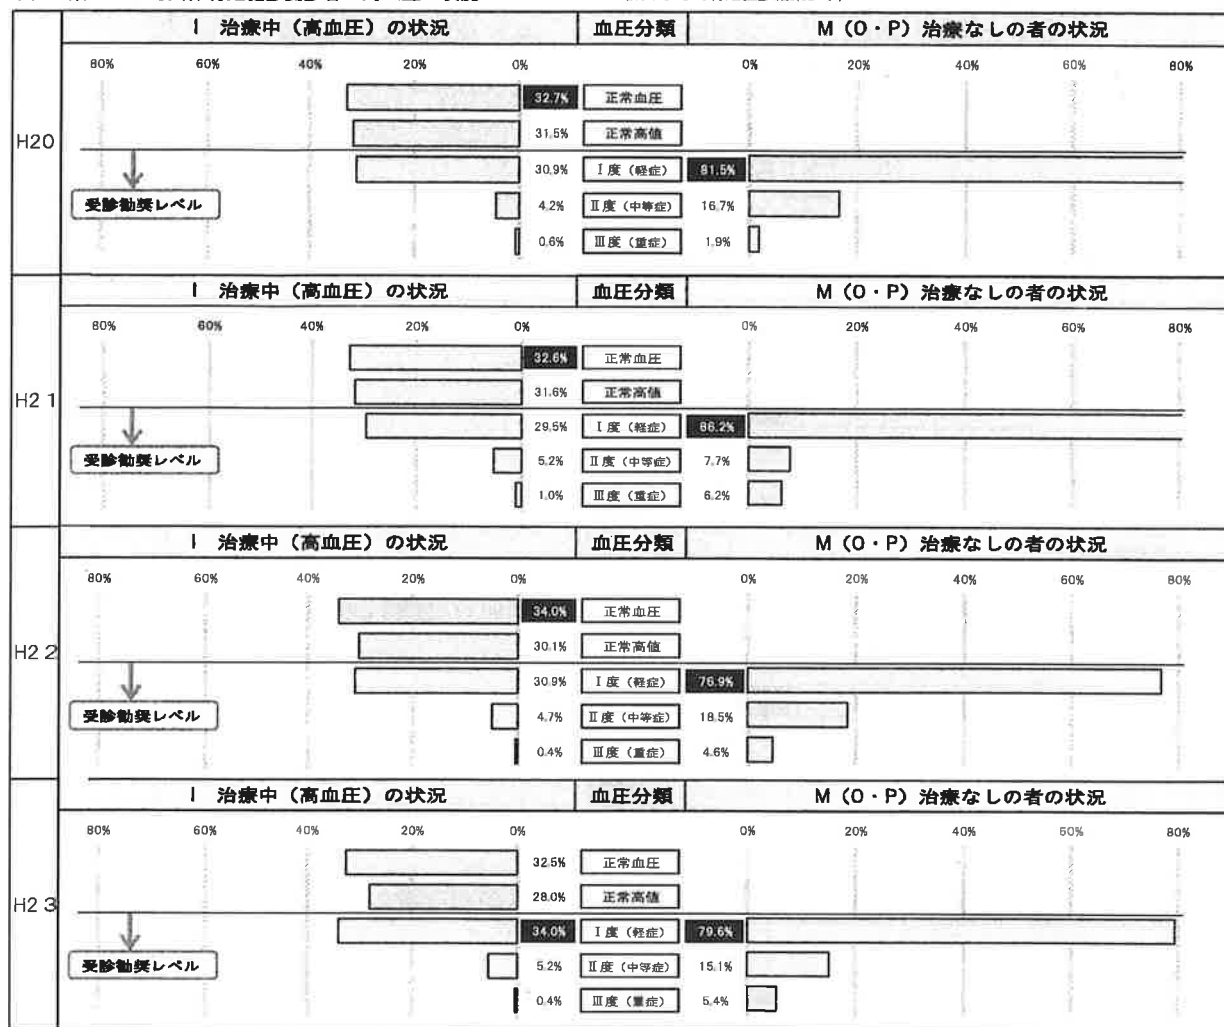 I 治療中（高血圧）の状況 血圧分類 M（O・P）治療なしの者の状況
80% 60% 40% 20% 0% 0% 20% 40% 60% 80%
H20
32.7% 正常血圧
31.5% 正常高値
30.9% Ⅰ度（軽症） 81.5%
受診勧奨レベル
4.2% Ⅱ度（中等症） 16.7%
0.6% Ⅲ度（重症） 1.9%
I 治療中（高血圧）の状況 血圧分類 M（O・P）治療なしの者の状況
80% 60% 40% 20% 0% 0% 20% 40% 60% 80%
H21
32.6% 正常血圧
31.6% 正常高値
29.5% Ⅰ度（軽症） 86.2%
受診勧奨レベル
5.2% Ⅱ度（中等症） 7.7%
1.0% Ⅲ度（重症） 6.2%
I 治療中（高血圧）の状況 血圧分類 M（O・P）治療なしの者の状況
80% 60% 40% 20% 0% 0% 20% 40% 60% 80%
H22
34.0% 正常血圧
30.1% 正常高値
30.9% Ⅰ度（軽症） 76.9%
受診勧奨レベル
4.7% Ⅱ度（中等症） 18.5%
0.4% Ⅲ度（重症） 4.6%
I 治療中（高血圧）の状況 血圧分類 M（O・P）治療なしの者の状況
80% 60% 40% 20% 0% 0% 20% 40% 60% 80%
H23
32.5% 正常血圧
28.0% 正常高値
34.0% Ⅰ度（軽症） 79.6%
受診勧奨レベル
5.2% Ⅱ度（中等症） 15.1%
0.4% Ⅲ度（重症） 5.4%